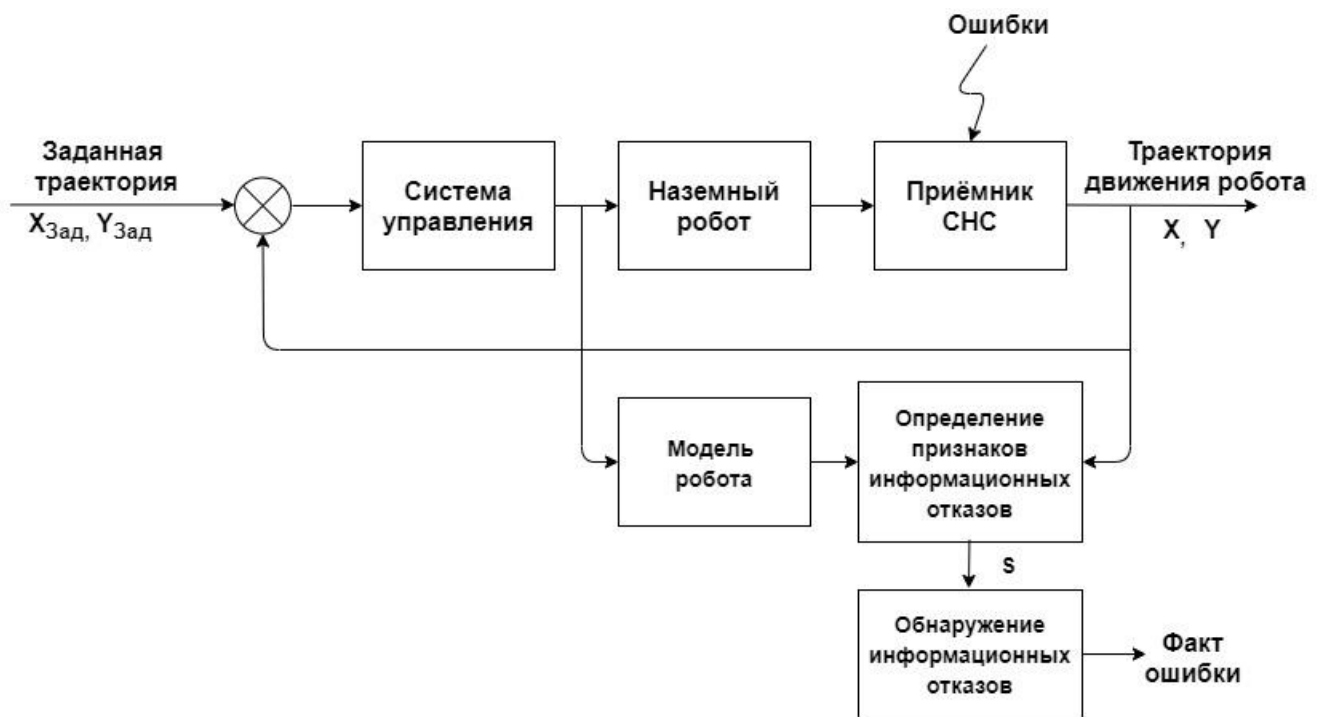 Ошибки
Заданная
траектория
XЗад, YЗад
Система
управления
Наземный
робот
Приёмник
СНС
Траектория
движения робота
X, Y
Модель
робота
Определение
признаков
информационных
отказов
S
Обнаружение
информационных
отказов
Факт
ошибки